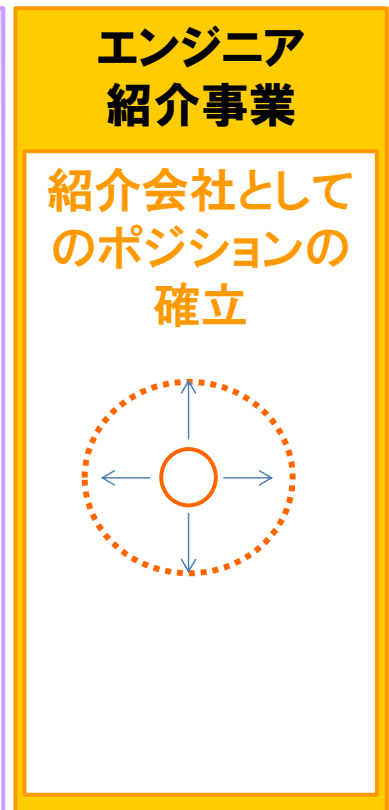 エンジニア
紹介事業
紹介会社として
のポジションの
確立